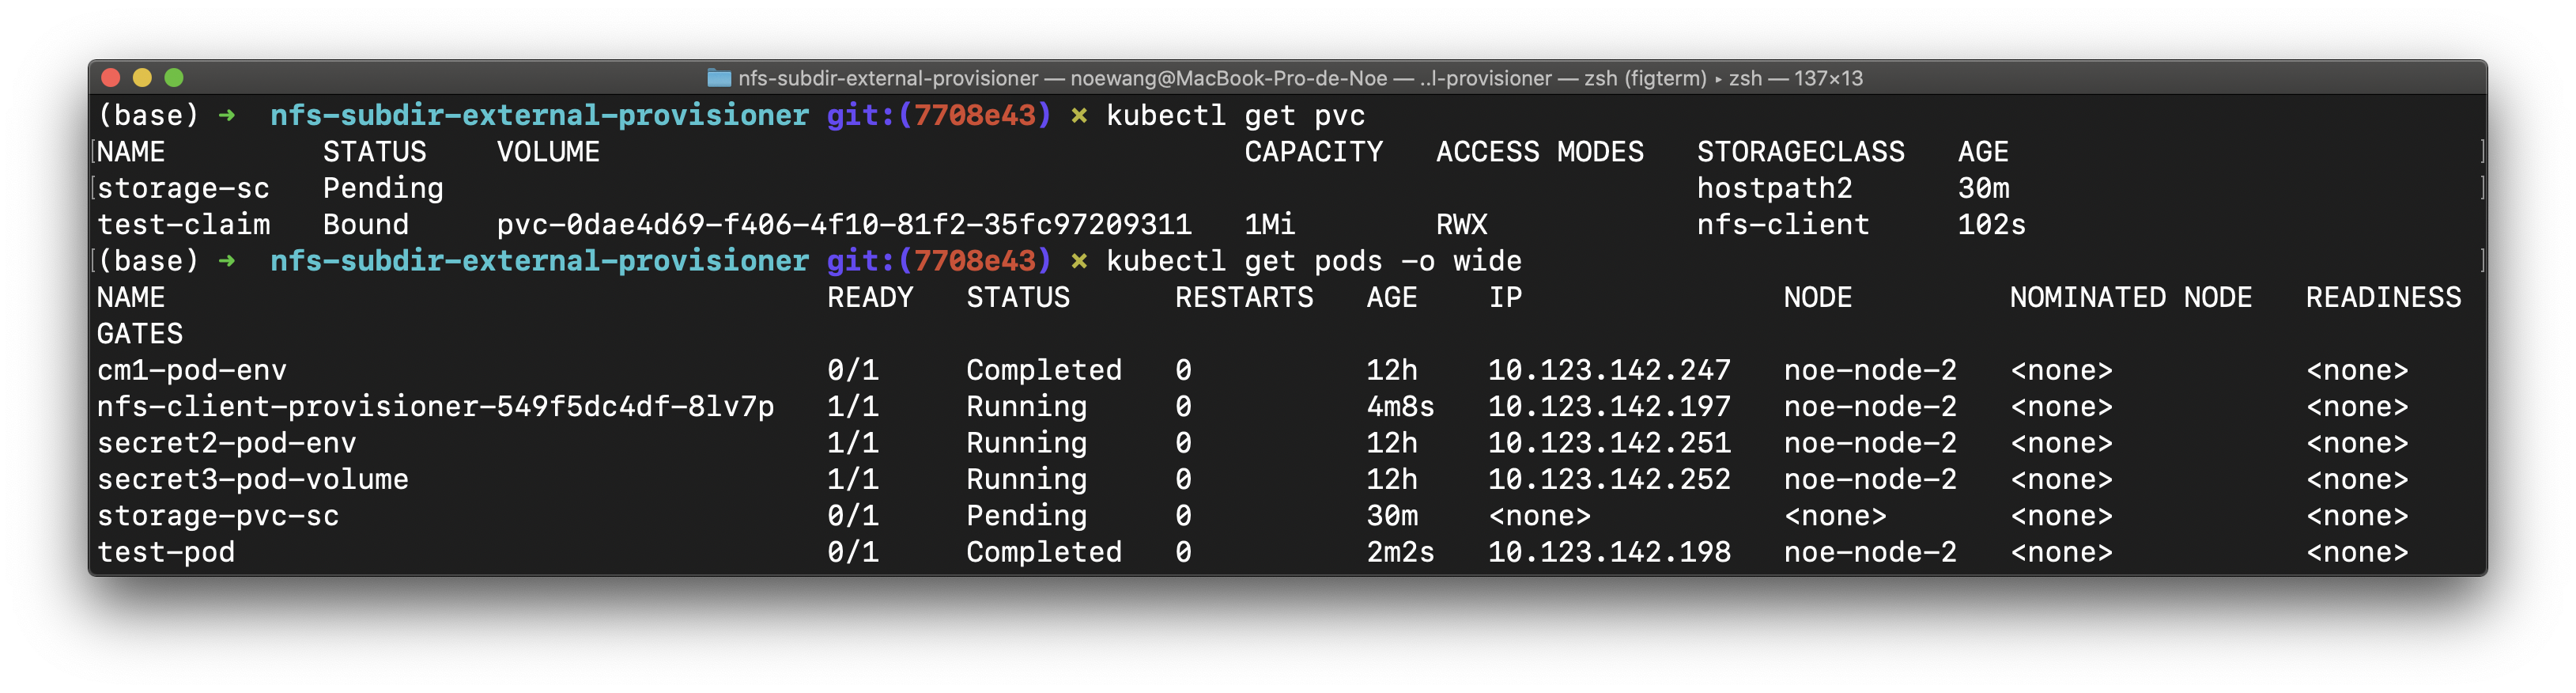 nfs-subdir-external-provisioner — noewang@MacBook-Pro-de-Noe — ..l-provisioner — zsh (figterm) ▸ zsh — 137×13
(base) ➜  nfs-subdir-external-provisioner git:(7708e43) ✗ kubectl get pvc
NAME         STATUS    VOLUME                                     CAPACITY   ACCESS MODES   STORAGECLASS   AGE
storage-sc   Pending                                                                        hostpath2      30m
test-claim   Bound     pvc-0dae4d69-f406-4f10-81f2-35fc97209311   1Mi        RWX            nfs-client     102s
(base) ➜  nfs-subdir-external-provisioner git:(7708e43) ✗ kubectl get pods -o wide
NAME                                      READY   STATUS      RESTARTS   AGE    IP               NODE         NOMINATED NODE   READINESS
GATES
cm1-pod-env                               0/1     Completed   0          12h    10.123.142.247   noe-node-2   <none>           <none>
nfs-client-provisioner-549f5dc4df-8lv7p   1/1     Running     0          4m8s   10.123.142.197   noe-node-2   <none>           <none>
secret2-pod-env                           1/1     Running     0          12h    10.123.142.251   noe-node-2   <none>           <none>
secret3-pod-volume                        1/1     Running     0          12h    10.123.142.252   noe-node-2   <none>           <none>
storage-pvc-sc                            0/1     Pending     0          30m    <none>           <none>       <none>           <none>
test-pod                                  0/1     Completed   0          2m2s   10.123.142.198   noe-node-2   <none>           <none>